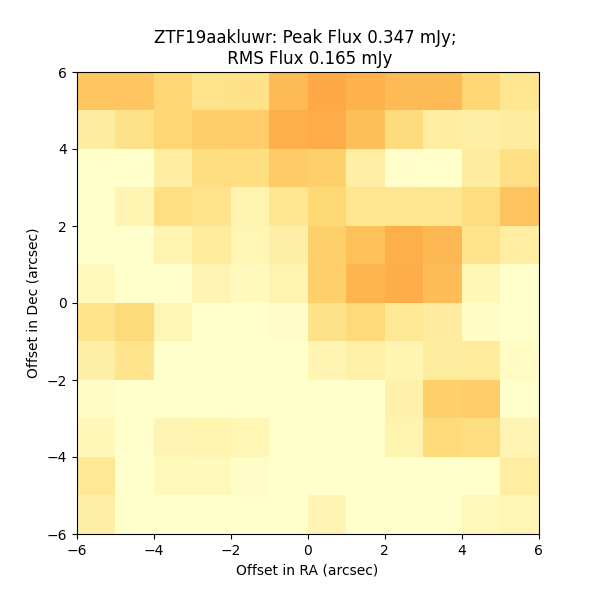 ZTF19aakluwr: Peak Flux 0.347 mJy;
RMS Flux 0.165 mJy
6
4
2
0
−2
−4
−6
Offset in Dec (arcsec)
−6 −4 −2 0 2 4 6
Offset in RA (arcsec)